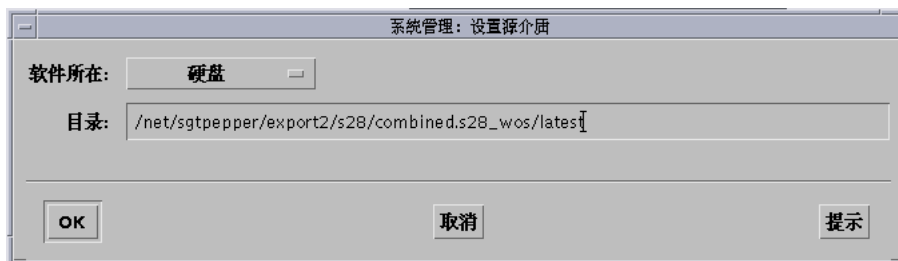 系统管理：设置源介质
软件所在: 硬盘
目录: /net/sgtpepper/export2/s28/combined.s28_wos/latest
OK 取消 提示